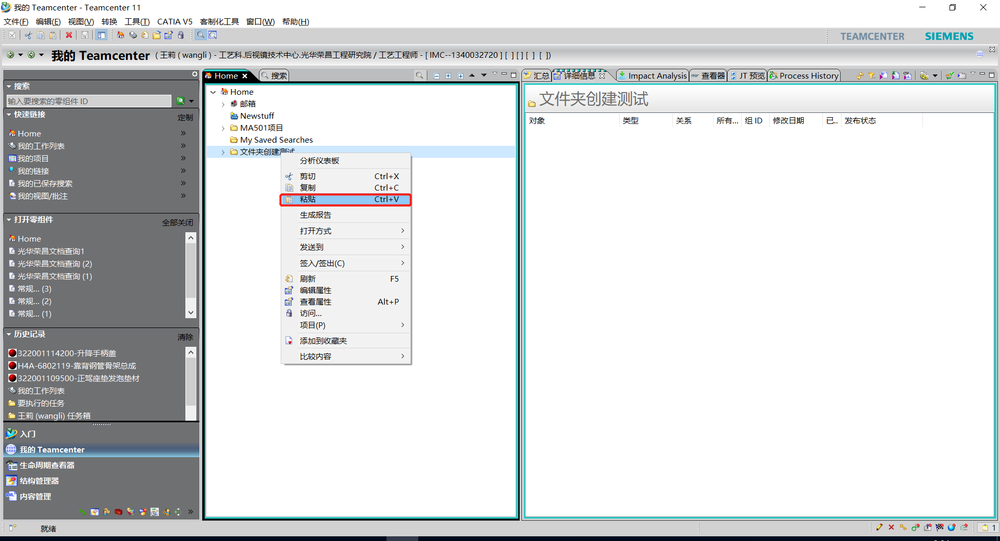 我的 Teamcenter - Teamcenter 11
文件(F) 编辑(E) 视图(V) 转换 工具(T) CATIA V5 客制化工具 窗口(W) 帮助(H)
TEAMCENTER SIEMENS
我的 Teamcenter ( 王莉 ( wangli ) - 工艺科.后视镜技术中心.光华荣昌工程研究院 / 工艺工程师 - [ IMC--1340032720 ] [ ] [ ] [ ] [ ])
搜索
输入要搜索的零组件 ID
快速链接 定制
Home
我的工作列表
我的项目
我的链接
我的已保存搜索
我的视图/批注
打开零组件 全部关闭
Home
光华荣昌文档查询1
光华荣昌文档查询 (2)
光华荣昌文档查询 (1)
常规... (3)
常规... (2)
常规... (1)
历史记录 清除
322001114200-升降手柄盖
H4A-6802119-靠背钢管骨架总成
322001109500-正驾座垫发泡垫材
我的工作列表
要执行的任务
王莉 (wangli) 任务箱
入门
我的 Teamcenter
生命周期查看器
结构管理器
XML 内容管理
Home 搜索
Home
邮箱
Newstuff
MA501项目
My Saved Searches
文件夹创建测试
分析仪表板
剪切 Ctrl+X
复制 Ctrl+C
粘贴 Ctrl+V
生成报告
打开方式
发送到
签入/签出(C)
刷新 F5
编辑属性
查看属性 Alt+P
访问...
项目(P)
添加到收藏夹
比较内容
汇总 详细信息 Impact Analysis 查看器 JT 预览 Process History
文件夹创建测试
对象 类型 关系 所有... 组 ID 修改日期 已.. 发布状态
就绪 1